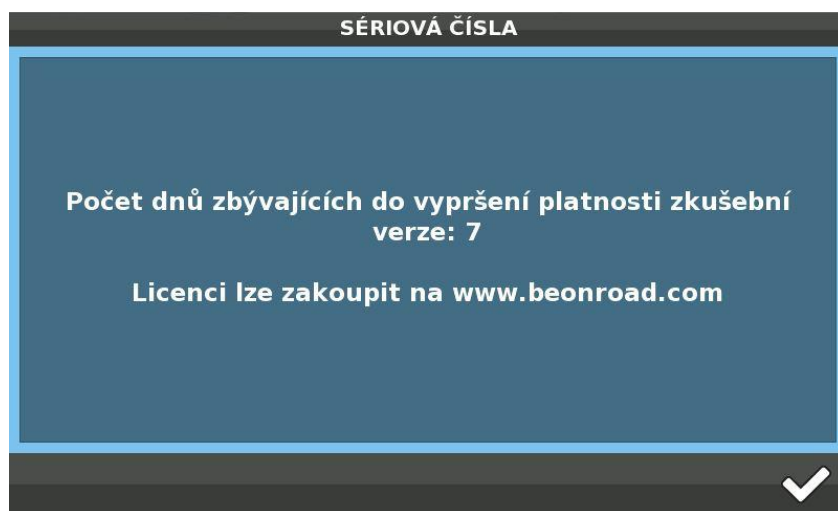 SÉRIOVÁ ČÍSLA
Počet dnů zbývajících do vypršení platnosti zkušební
verze: 7
Licenci lze zakoupit na www.beonroad.com